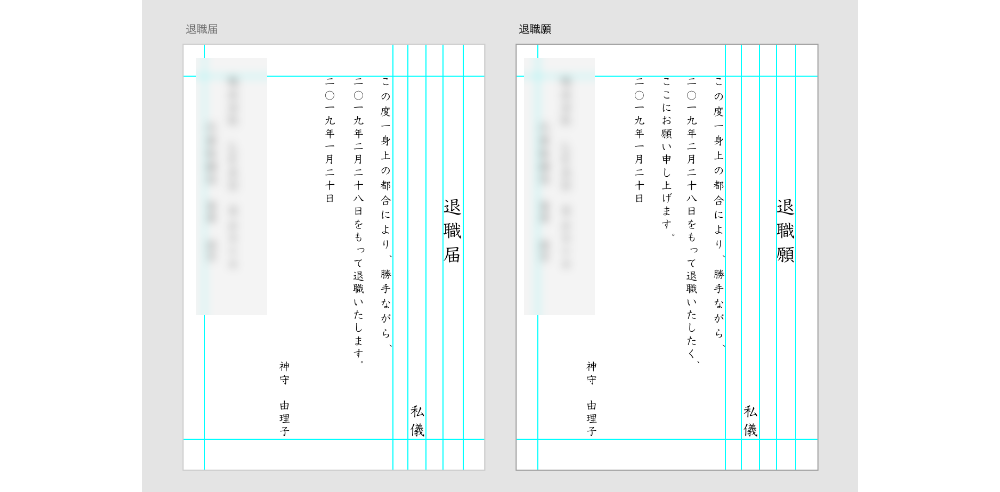 退職届
退職届
私儀
この度一身上の都合により、勝手ながら、
二〇一九年二月二十八日をもって退職いたします。
二〇一九年一月二十日
神守 由理子
退職願
退職願
私儀
この度一身上の都合により、勝手ながら、
二〇一九年二月二十八日をもって退職いたしたく、
ここにお願い申し上げます。
二〇一九年一月二十日
神守 由理子